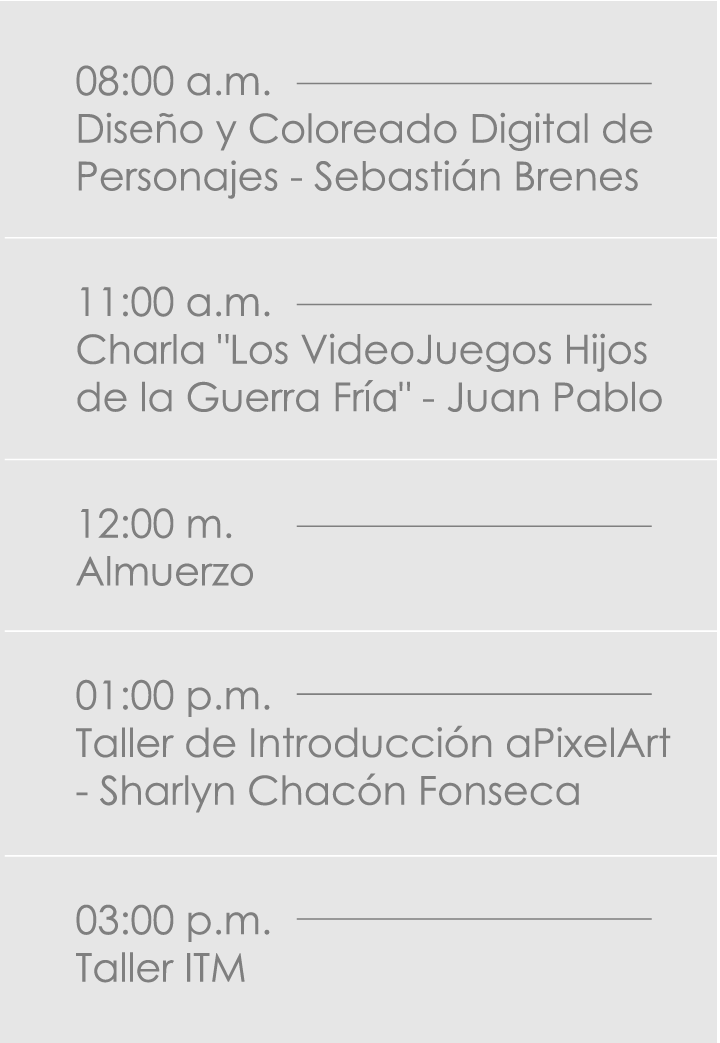 08:00 a.m.
Diseño y Coloreado Digital de
Personajes - Sebastián Brenes
11:00 a.m.
Charla "Los VideoJuegos Hijos
de la Guerra Fría" - Juan Pablo
12:00 m.
Almuerzo
01:00 p.m.
Taller de Introducción aPixelArt
- Sharlyn Chacón Fonseca
03:00 p.m.
Taller ITM